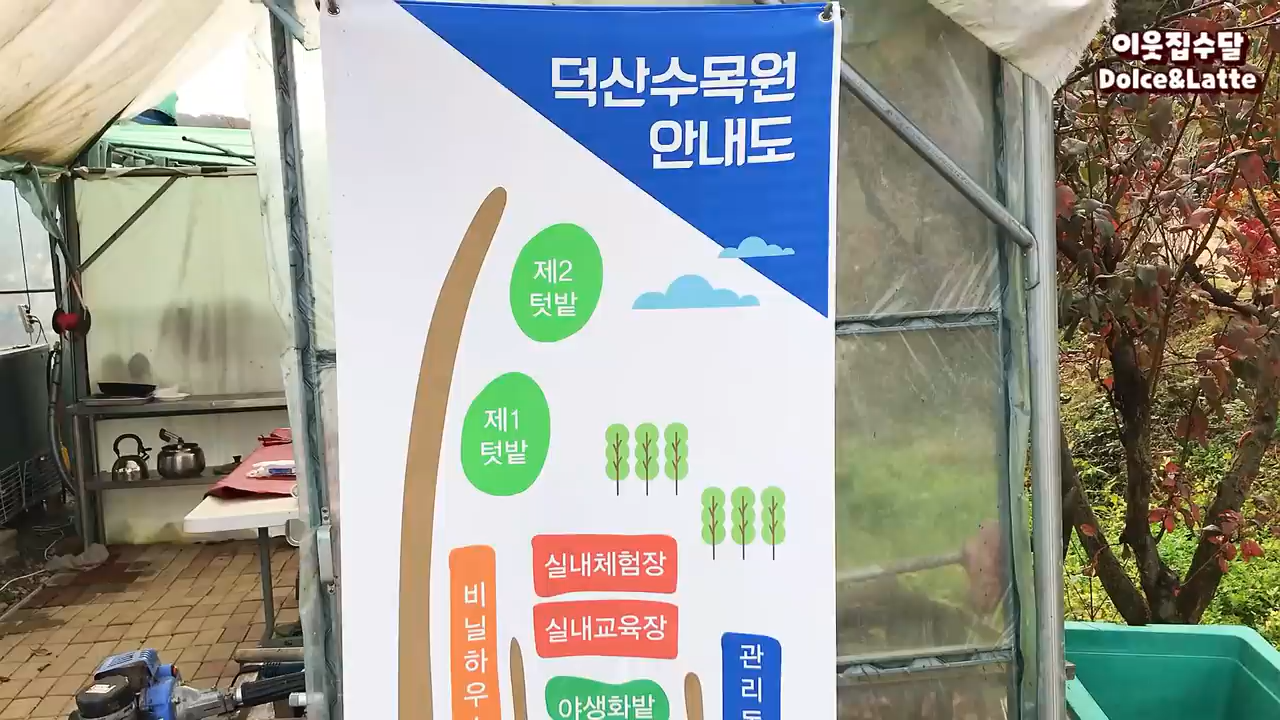 이웃집수달
Dolce&Latte
덕산수목원
안내도
제2
텃밭
제1
텃밭
실내체험장
실내교육장
비닐하우
관리
야생화밭